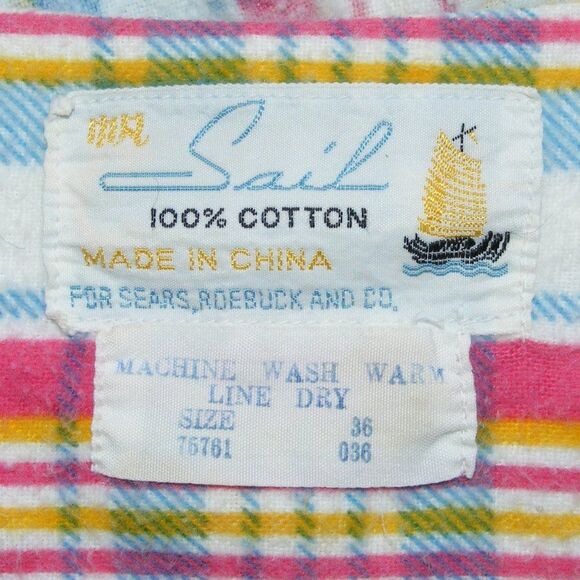 Sail
100% COTTON
MADE IN CHINA
FOR SEARS, ROEBUCK AND CO.
MACHINE WASH WARM
LINE DRY
SIZE 36
76761 036